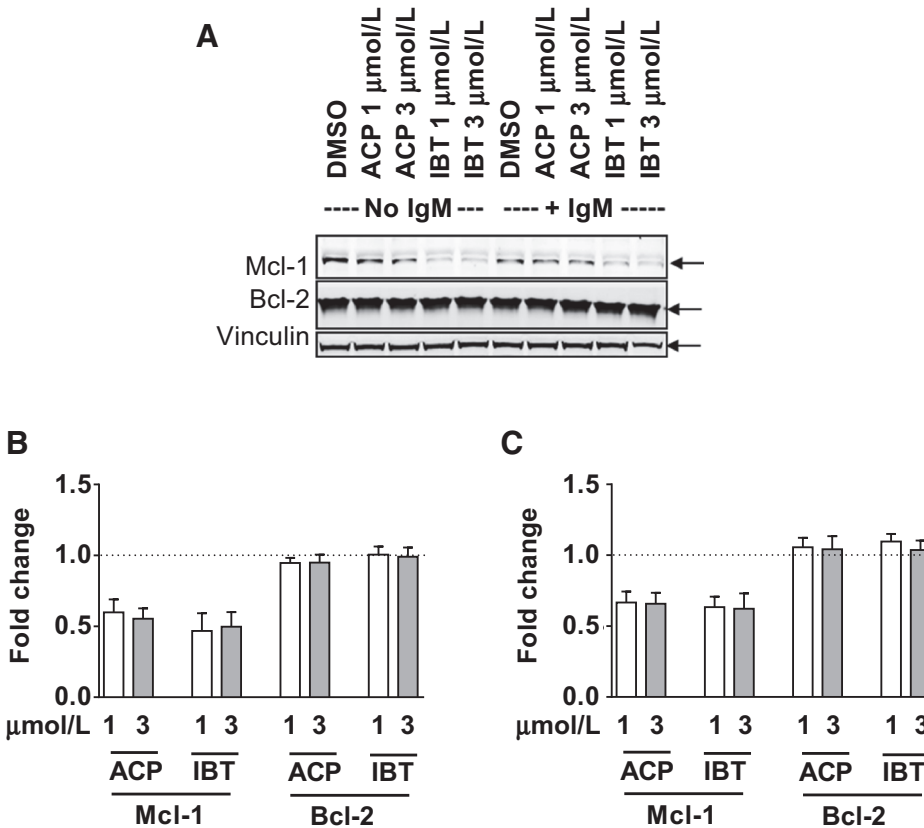 A
DMSO
ACP 1 μmol/L
ACP 3 μmol/L
IBT 1 μmol/L
IBT 3 μmol/L
DMSO
ACP 1 μmol/L
ACP 3 μmol/L
IBT 1 μmol/L
IBT 3 μmol/L
---- No IgM --- ---- + IgM -----
Mcl-1
Bcl-2
Vinculin
B
Fold change
1.5
1.0
0.5
0.0
μmol/L 1 3 1 3 1 3 1 3
ACP IBT ACP IBT
Mcl-1 Bcl-2
C
Fold change
1.5
1.0
0.5
0.0
1 3 1 3 1 3 1 3
ACP IBT ACP IBT
Mcl-1 Bcl-2